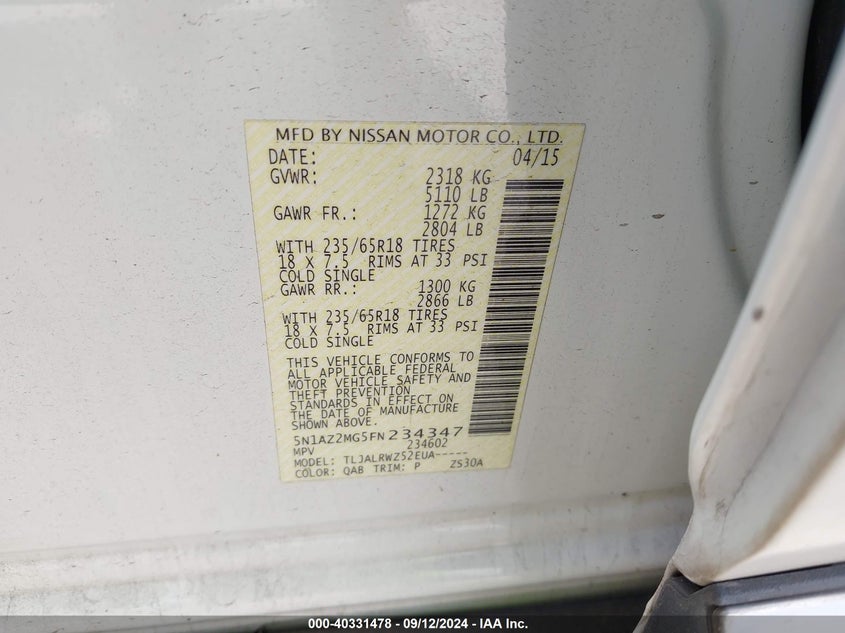 MFD BY NISSAN MOTOR CO., LTD.
DATE: 04/15
GVWR: 2318 KG
5110 LB
GAWR FR.: 1272 KG
2804 LB
WITH 235/65R18 TIRES
18 X 7.5 RIMS AT 33 PSI
COLD SINGLE
GAWR RR.: 1300 KG
2866 LB
WITH 235/65R18 TIRES
18 X 7.5 RIMS AT 33 PSI
COLD SINGLE
THIS VEHICLE CONFORMS TO
ALL APPLICABLE FEDERAL
MOTOR VEHICLE SAFETY AND
THEFT PREVENTION
STANDARDS IN EFFECT ON
THE DATE OF MANUFACTURE
SHOWN ABOVE.
5N1AZ2MG5FN234347
MPV 234602
MODEL: TLJALRWZ52EUA-----
COLOR: QAB TRIM: P ZS30A
000-40331478 - 09/12/2024 - IAA Inc.